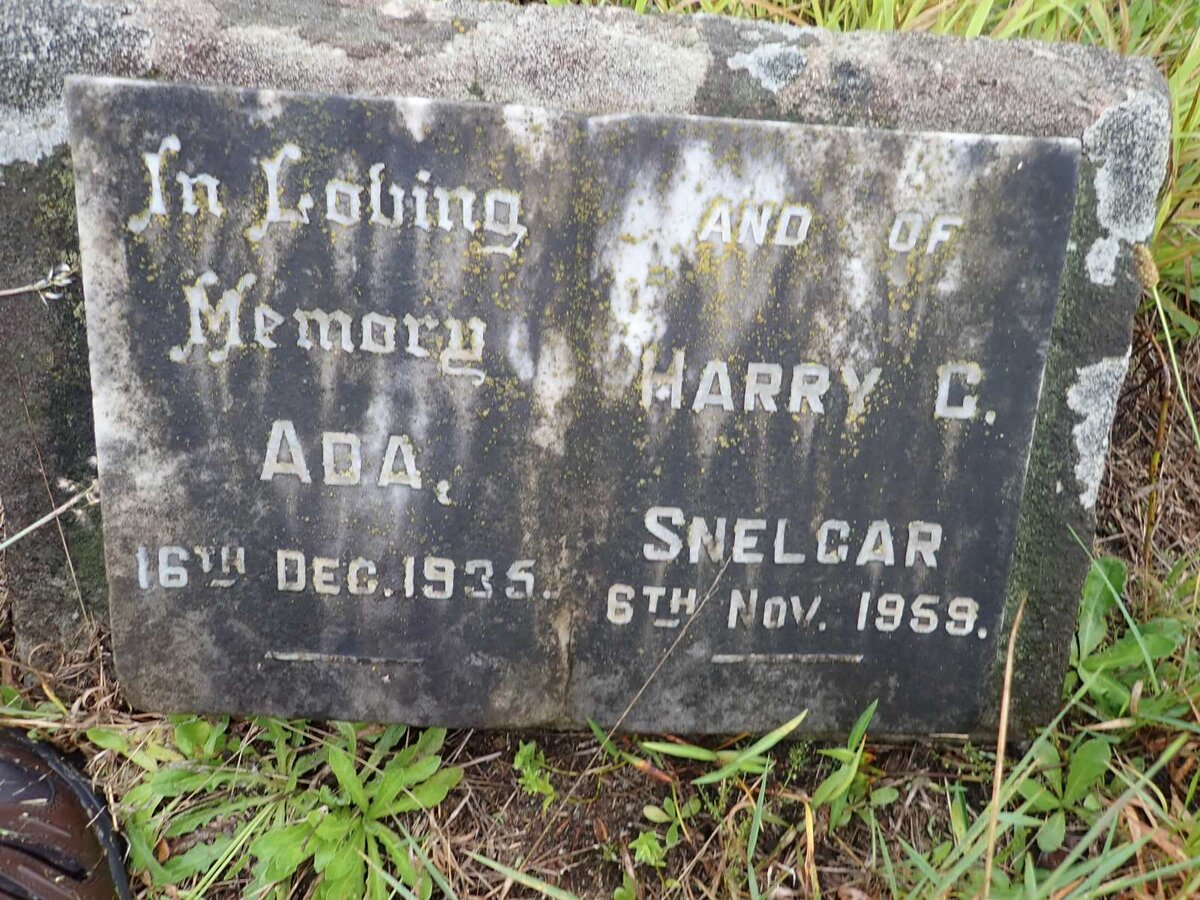 In Loving
Memory
ADA,
16TH DEC. 1935.
AND OF
HARRY C.
SNELGAR
6TH NOV. 1959.